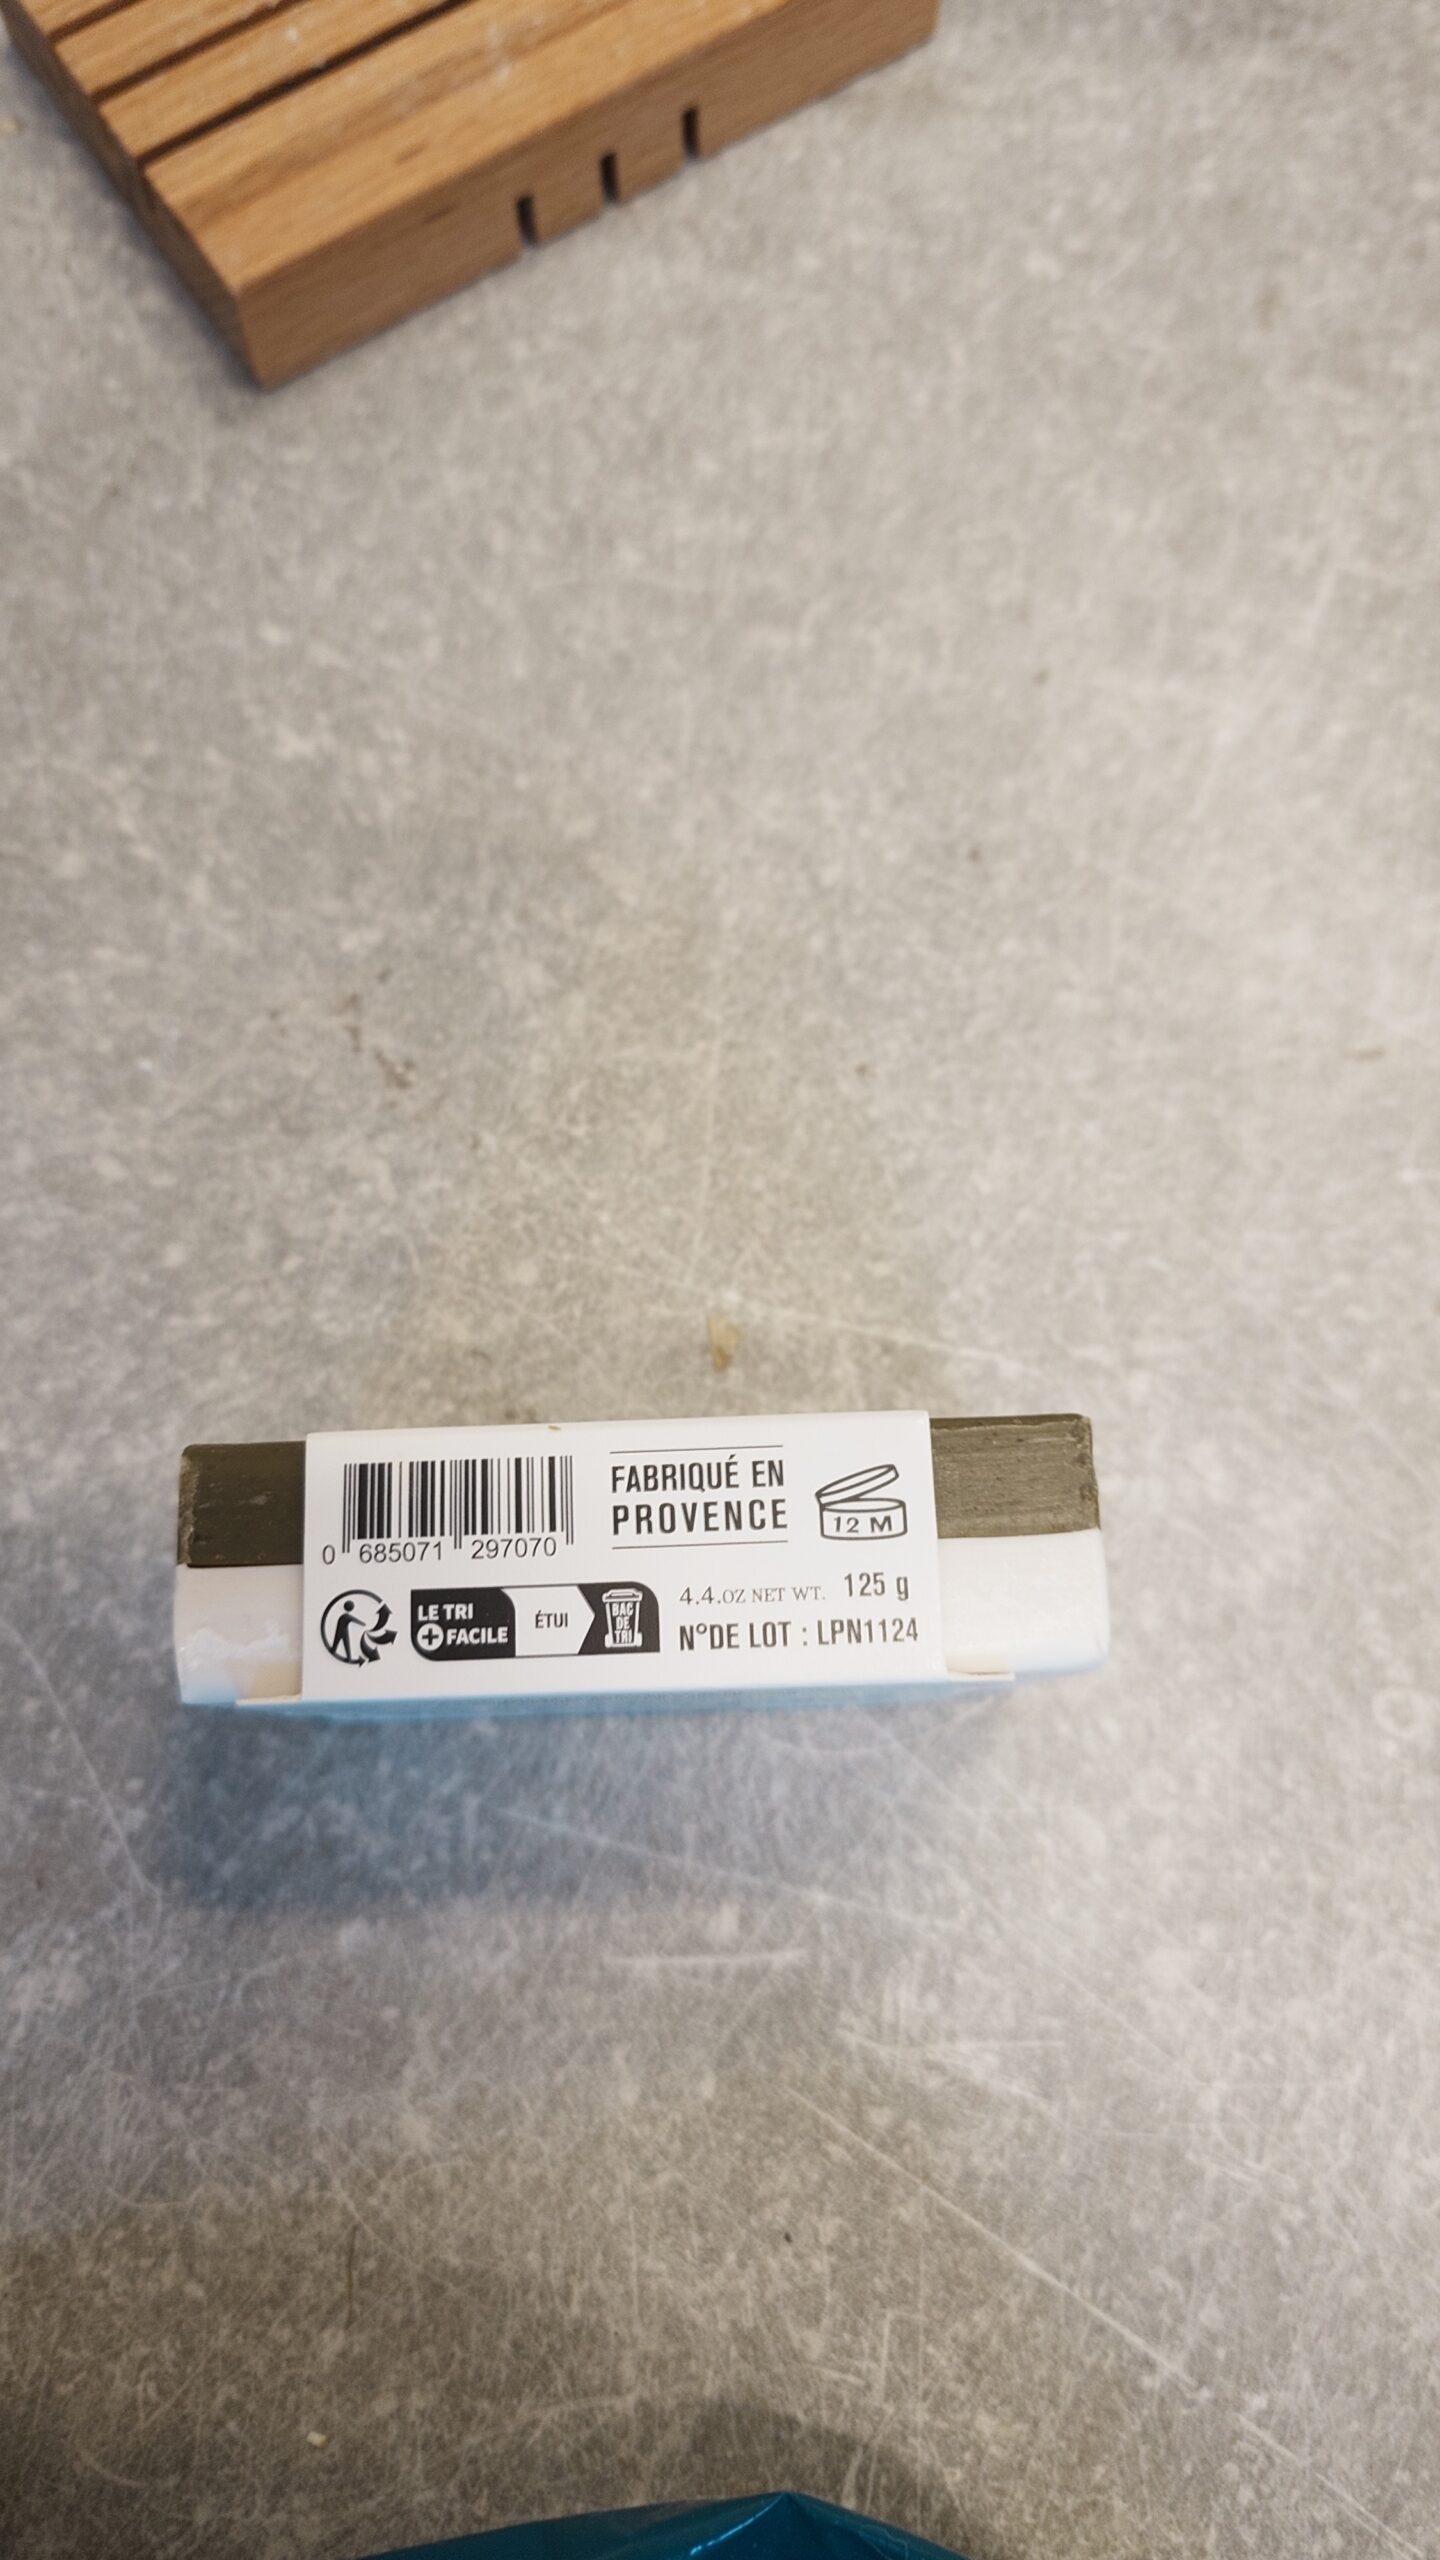 0 685071 297070
FABRIQUÉ EN
PROVENCE
12 M
LE TRI
+ FACILE
ÉTUI
BAC
DE
TRI
4.4.OZ NET WT. 125 g
N°DE LOT : LPN1124